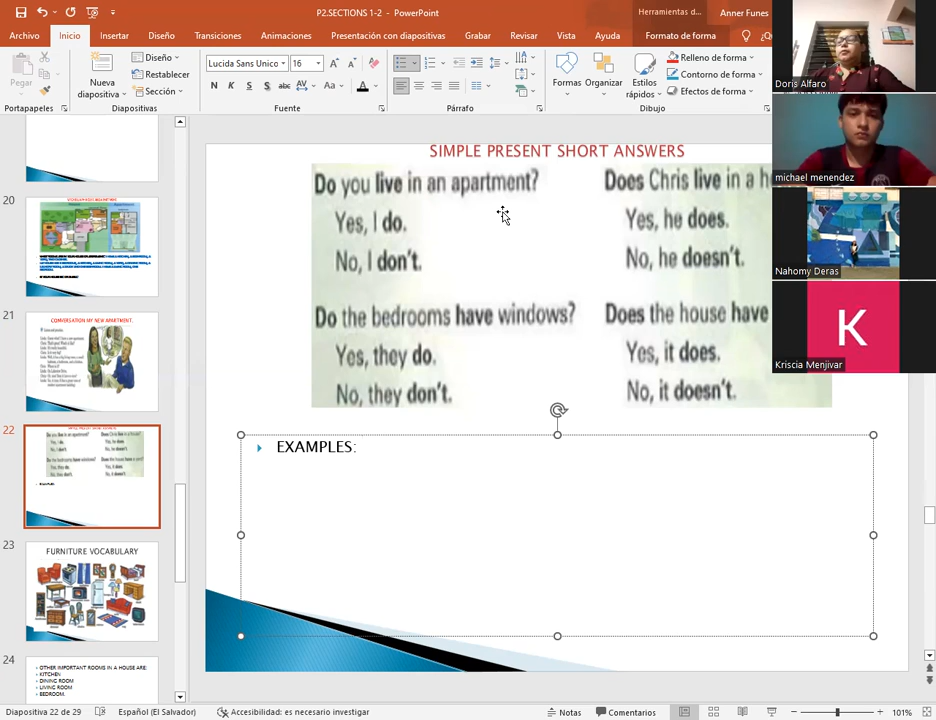 P2.SECTIONS 1-2 - PowerPoint
Herramientas d...
Anner Funes
Archivo
Inicio
Insertar
Diseño
Transiciones
Animaciones
Presentación con diapositivas
Grabar
Revisar
Vista
Ayuda
Formato de forma
Pegar
Nueva
diapositiva
Diseño
Restablecer
Sección
Lucida Sans Unico
16
N K S S abc AV Aa A
Formas
Organizar
Estilos
rápidos
Relleno de forma
Contorno de forma
Efectos de forma
Portapapeles
Diapositivas
Fuente
Párrafo
Dibujo
Doris Alfaro
michael menendez
Nahomy Deras
K
Kriscia Menjivar
20
21
CONVERSATION: MY NEW APARTMENT.
22
23
FURNITURE VOCABULARY
24
OTHER IMPORTANT ROOMS IN A HOUSE ARE:
KITCHEN
DINING ROOM
LIVING ROOM
BEDROOM.
SIMPLE PRESENT SHORT ANSWERS
Do you live in an apartment?
Yes, I do.
No, I don't.
Do the bedrooms have windows?
Yes, they do.
No, they don't.
Does Chris live in a h
Yes, he does.
No, he doesn't.
Does the house have
Yes, it does.
No, it doesn't.
EXAMPLES:
Diapositiva 22 de 29
Español (El Salvador)
Accesibilidad: es necesario investigar
Notas
Comentarios
101%